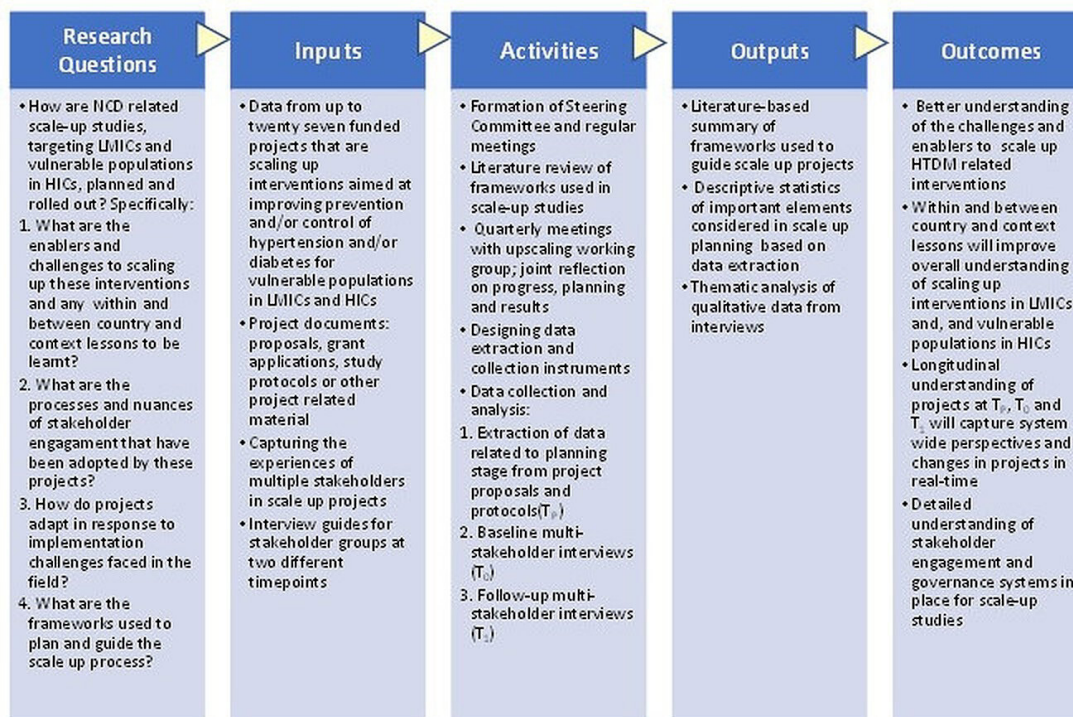 Research
Questions
• How are NCD related
scale-up studies,
targeting LMICs and
vulnerable populations
in HICs, planned and
rolled out? Specifically:
1. What are the
enablers and
challenges to scaling
up these interventions
and any within and
between country and
context lessons to be
learnt?
2. What are the
processes and nuances
of stakeholder
engagament that have
been adopted by these
projects?
3. How do projects
adapt in response to
implementation
challenges faced in the
field?
4. What are the
frameworks used to
plan and guide the
scale up process?
Inputs
• Data from up to
twenty seven funded
projects that are
scaling up
interventions aimed at
improving prevention
and/or control of
hypertension and/or
diabetes for
vulnerable populations
in LMICs and HICs
• Project documents:
proposals, grant
applications, study
protocols or other
project related
material
• Capturing the
experiences of
multiple stakeholders
in scale up projects
• Interview guides for
stakeholder groups at
two different
timepoints
Activities
• Formation of Steering
Committee and regular
meetings
• Literature review of
frameworks used in
scale-up studies
• Quarterly meetings
with upscaling working
group; joint reflection
on progress, planning
and results
• Designing data
extraction and
collection instruments
• Data collection and
analysis:
1. Extraction of data
related to planning
stage from project
proposals and
protocols(Tₚ)
2. Baseline multi-
stakeholder interviews
(T₀)
3. Follow-up multi-
stakeholder interviews
(T₁)
Outputs
• Literature-based
summary of
frameworks used to
guide scale up projects
• Descriptive statistics
of important elements
considered in scale up
planning based on
data extraction
• Thematic analysis of
qualitative data from
interviews
Outcomes
• Better understanding
of the challenges and
enablers to scale up
HTDM related
interventions
• Within and between
country and context
lessons will improve
overall understanding
of scaling up
interventions in LMICs
and, and vulnerable
populations in HICs
• Longitudinal
understanding of
projects at Tₚ, T₀ and
T₁ will capture system
wide perspectives and
changes in projects in
real-time
• Detailed
understanding of
stakeholder
engagement and
governance systems in
place for scale-up
studies